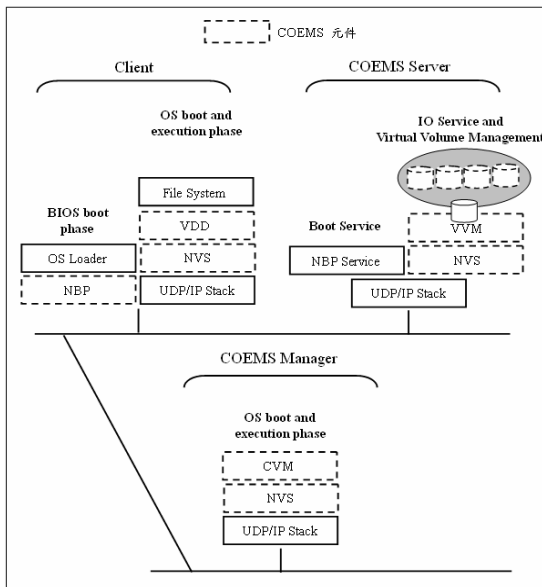 COEMS 元件
Client
COEMS Server
OS boot and
execution phase
IO Service and
Virtual Volume Management
File System
BIOS boot
phase
VDD
Boot Service
VVM
OS Loader
NVS
NBP Service
NVS
NBP
UDP/IP Stack
UDP/IP Stack
COEMS Manager
OS boot and
execution phase
CVM
NVS
UDP/IP Stack